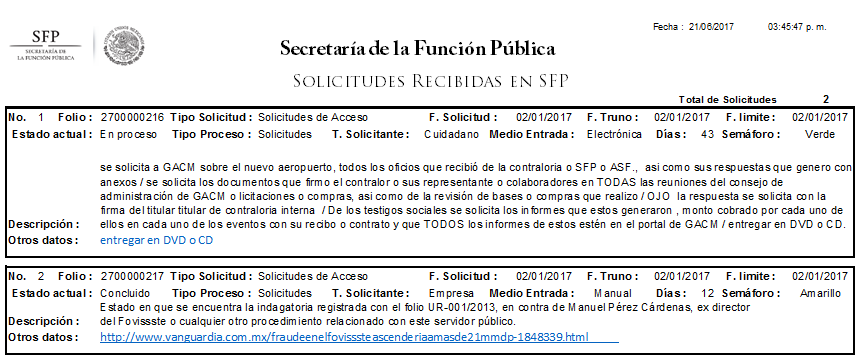 Fecha : 21/06/2017 03:45:47 p. m.
SFP
SECRETARÍA DE
LA FUNCIÓN PÚBLICA
Secretaría de la Función Pública
SOLICITUDES RECIBIDAS EN SFP
Total de Solicitudes 2
No. 1 Folio : 2700000216 Tipo Solicitud : Solicitudes de Acceso F. Solicitud : 02/01/2017 F. Truno : 02/01/2017 F. limite : 02/01/2017
Estado actual : En proceso Tipo Proceso : Solicitudes T. Solicitante : Cuidadano Medio Entrada : Electrónica Días : 43 Semáforo : Verde
se solicita a GACM sobre el nuevo aeropuerto, todos los oficios que recibió de la contraloria o SFP o ASF., asi como sus respuestas que genero con
anexos / se solicita los documentos que firmo el contralor o sus representante o colaboradores en TODAS las reuniones del consejo de
administración de GACM o licitaciones o compras, asi como de la revisión de bases o compras que realizo / OJO la respuesta se solicita con la
firma del titular titular de contraloria interna / De los testigos sociales se solicita los informes que estos generaron , monto cobrado por cada uno de
Descripción : ellos en cada uno de los eventos con su recibo o contrato y que TODOS los informes de estos estén en el portal de GACM / entregar en DVD o CD.
Otros datos : entregar en DVD o CD
No. 2 Folio : 2700000217 Tipo Solicitud : Solicitudes de Acceso F. Solicitud : 02/01/2017 F. Truno : 02/01/2017 F. limite : 02/01/2017
Estado actual : Concluido Tipo Proceso : Solicitudes T. Solicitante : Empresa Medio Entrada : Manual Días : 12 Semáforo : Amarillo
Estado en que se encuentra la indagatoria registrada con el folio UR-001/2013, en contra de Manuel Pérez Cárdenas, ex director
Descripción : del Fovissste o cualquier otro procedimiento relacionado con este servidor público.
Otros datos : http://www.vanguardia.com.mx/fraudeenelfovisssteascenderiaamasde21mmdp-1848339.html